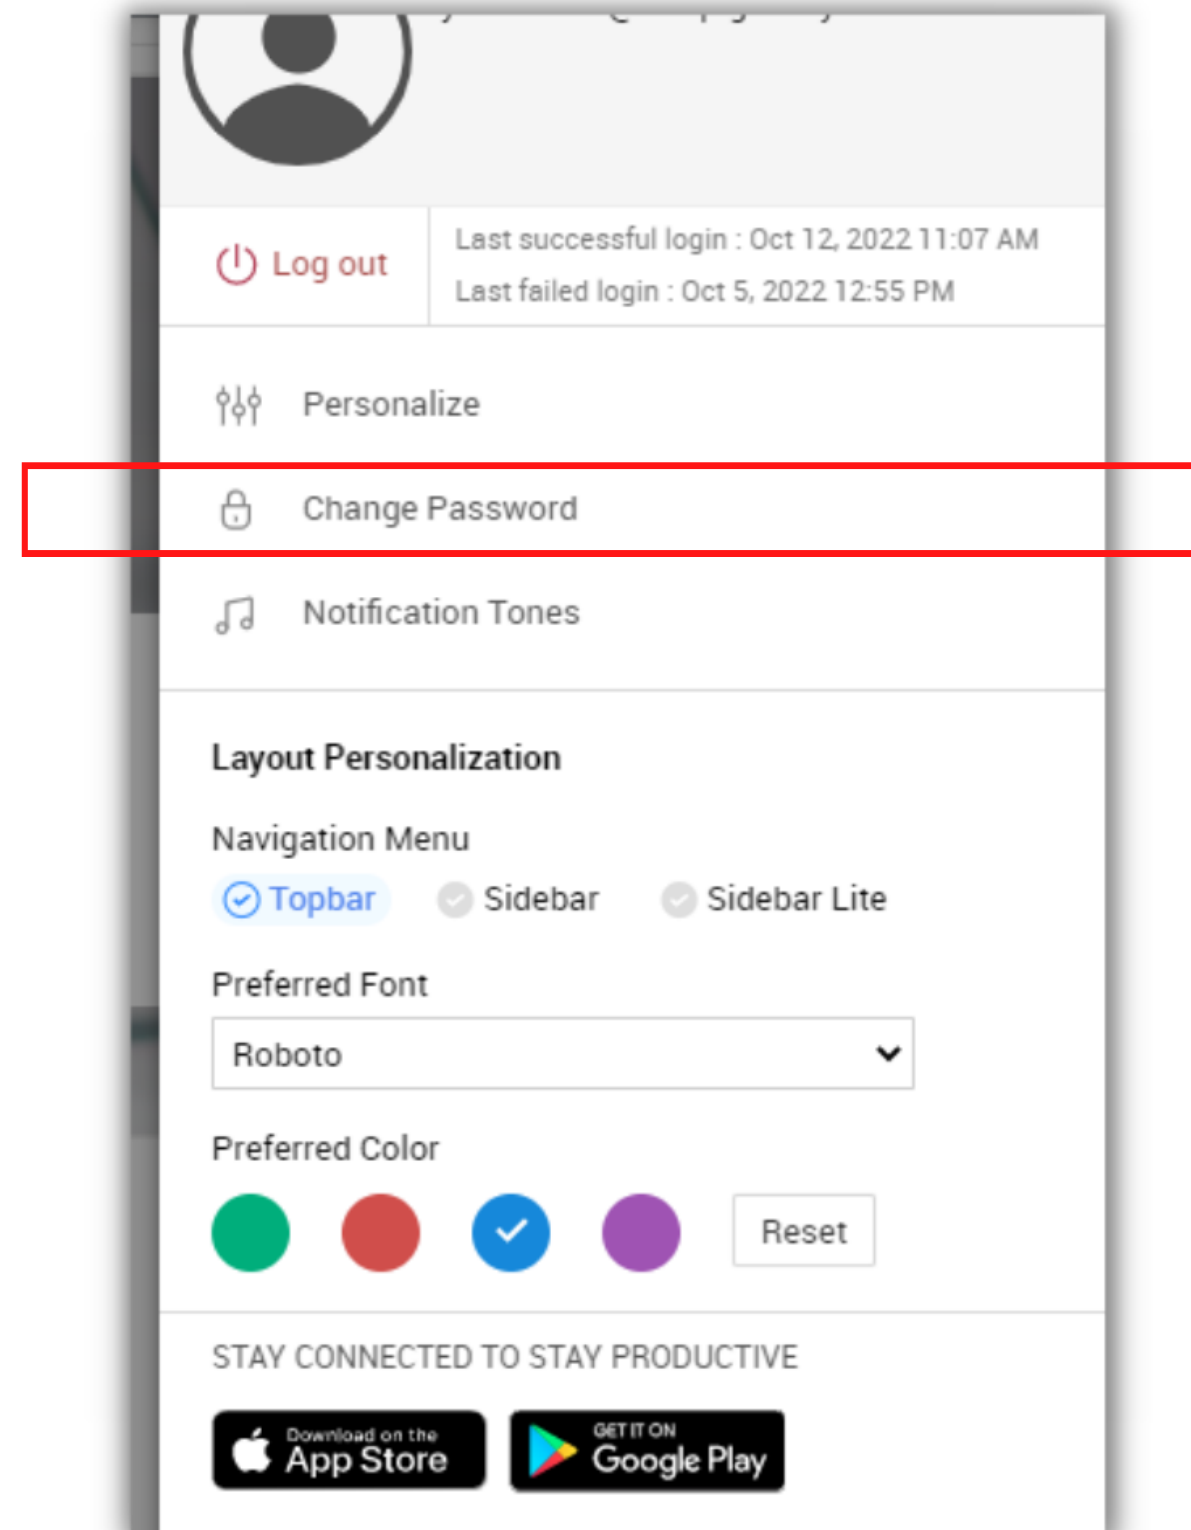 Log out
Last successful login : Oct 12, 2022 11:07 AM
Last failed login : Oct 5, 2022 12:55 PM
Personalize
Change Password
Notification Tones
Layout Personalization
Navigation Menu
Topbar Sidebar Sidebar Lite
Preferred Font
Roboto
Preferred Color
Reset
STAY CONNECTED TO STAY PRODUCTIVE
Download on the
App Store
GET IT ON
Google Play